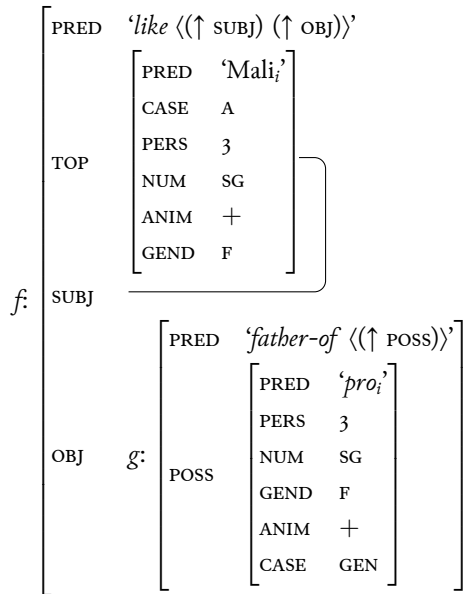 PRED ‘like ⟨(↑ SUBJ) (↑ OBJ)⟩’
PRED ‘Maliᵢ’
CASE A
PERS 3
TOP
NUM SG
ANIM +
GEND F
f: SUBJ
PRED ‘father-of ⟨(↑ POSS)⟩’
PRED ‘proᵢ’
PERS 3
OBJ g: NUM SG
POSS
GEND F
ANIM +
CASE GEN